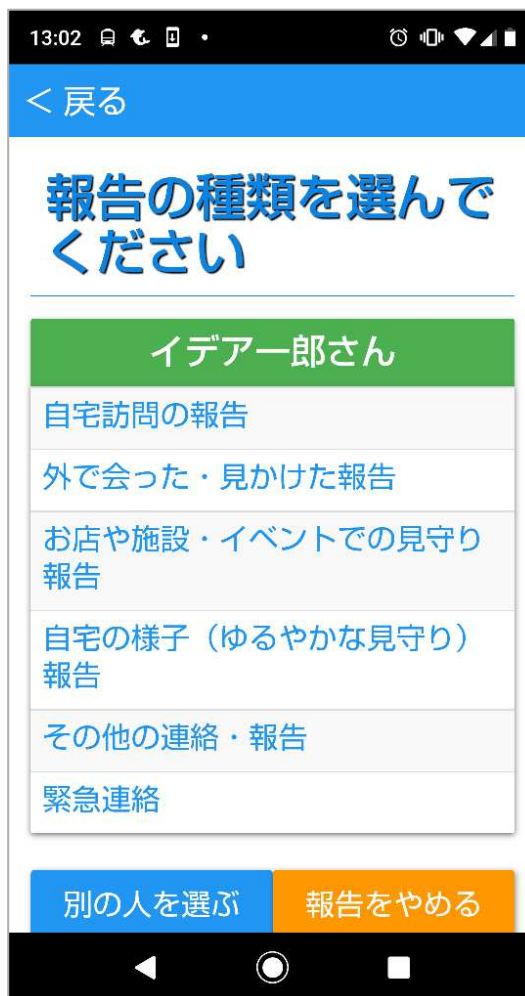 13:02
< 戻る
報告の種類を選んで
ください
イデア一郎さん
自宅訪問の報告
外で会った・見かけた報告
お店や施設・イベントでの見守り
報告
自宅の様子（ゆるやかな見守り）
報告
その他の連絡・報告
緊急連絡
別の人を選ぶ
報告をやめる